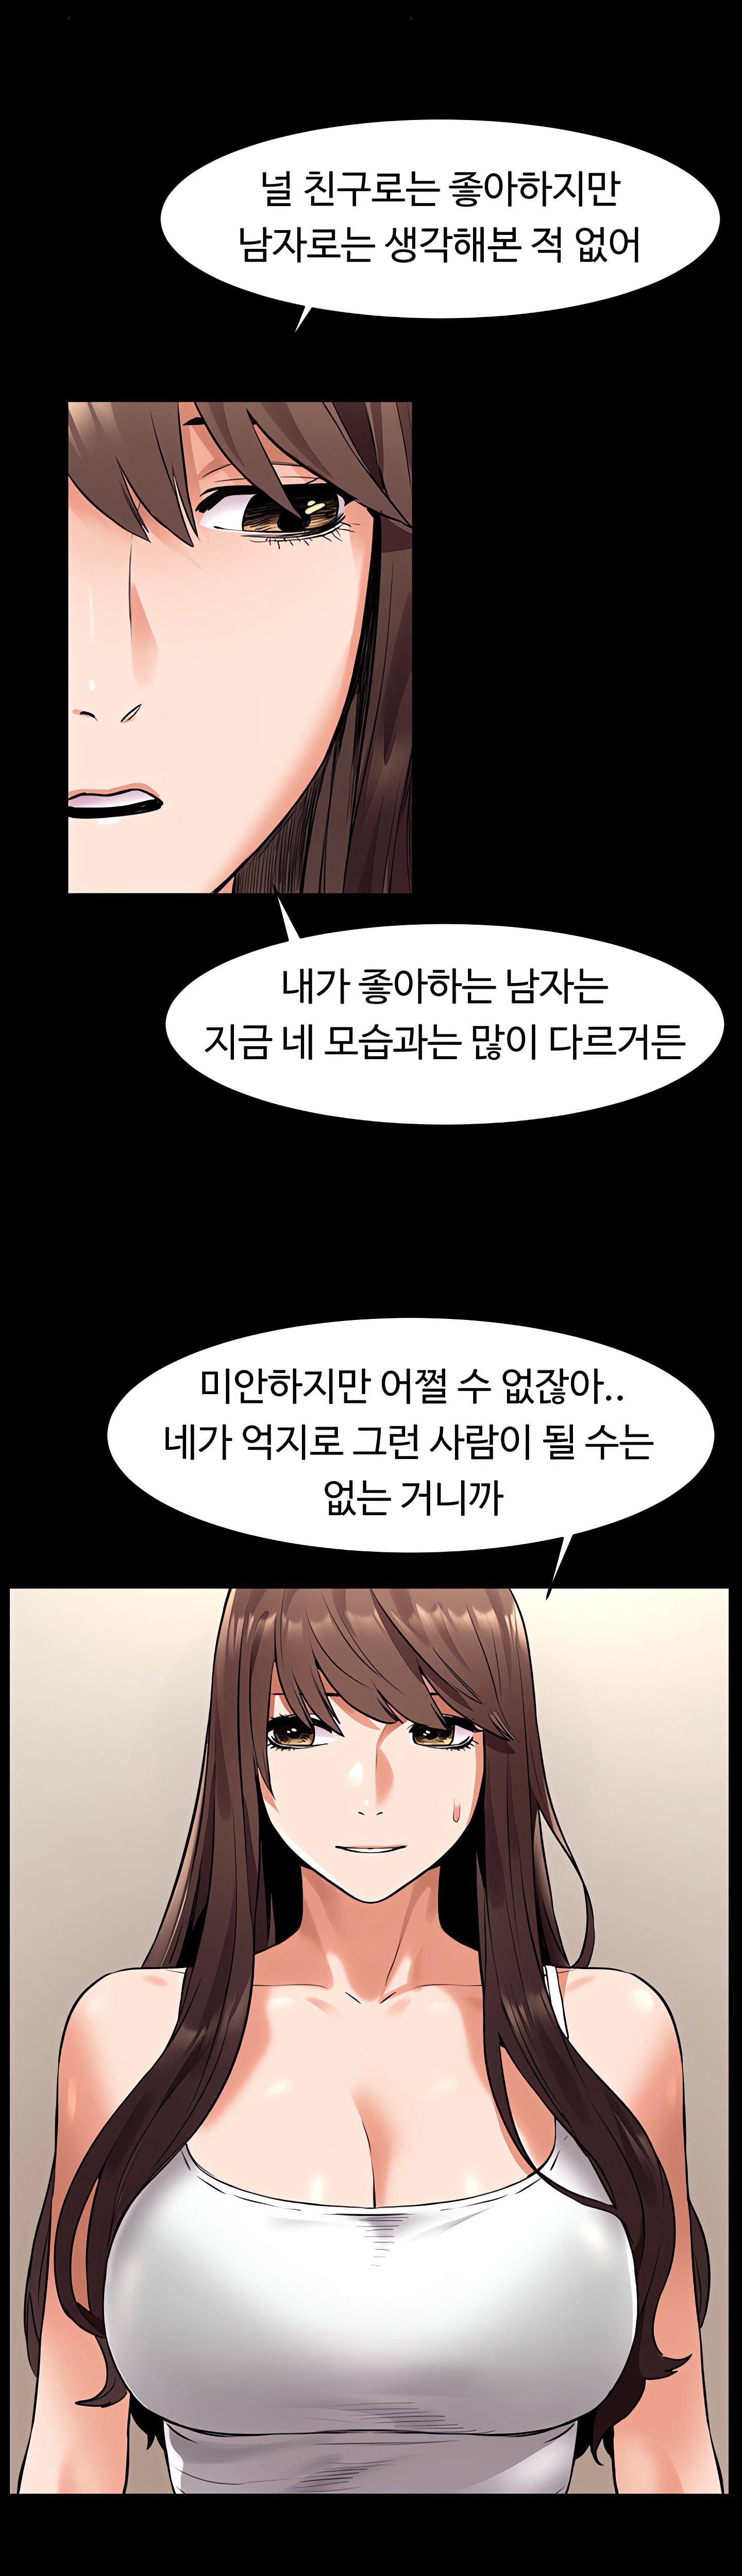 널 친구로는 좋아하지만
남자로는 생각해본 적 없어
내가 좋아하는 남자는
지금 네 모습과는 많이 다르거든
미안하지만 어쩔 수 없잖아..
네가 억지로 그런 사람이 될 수는
없는 거니까